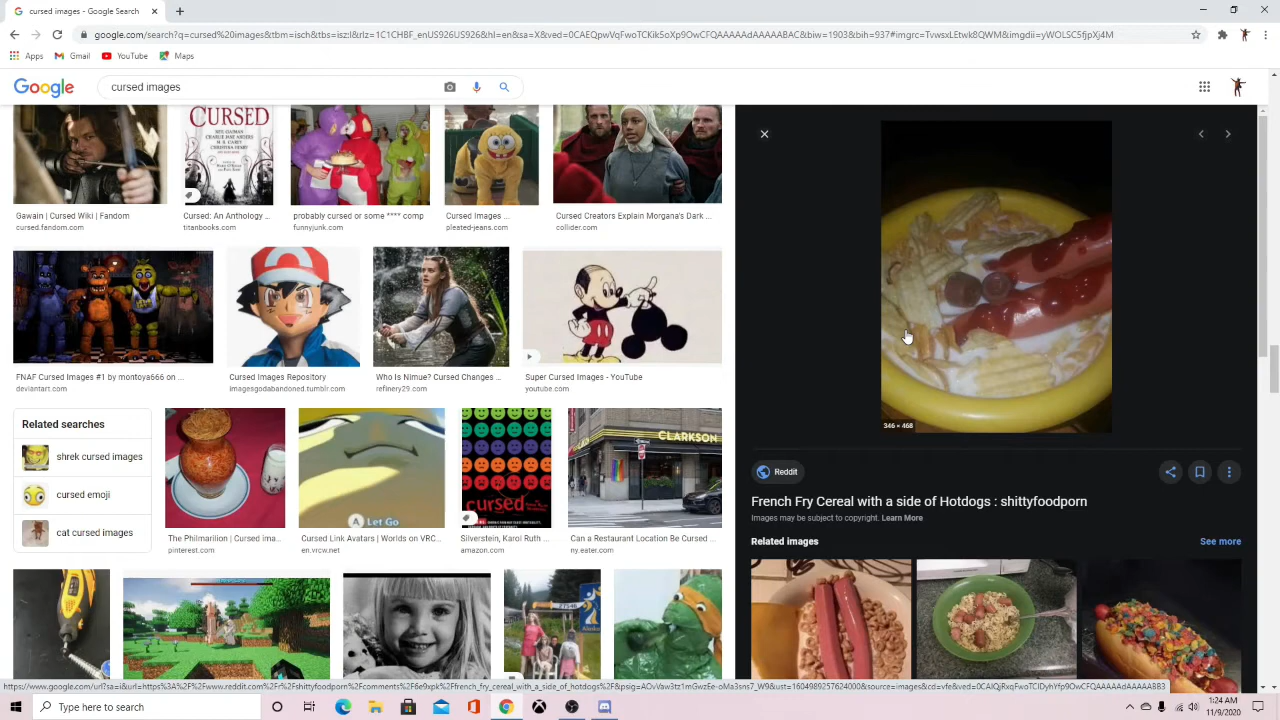 cursed images - Google Search
google.com/search?q=cursed%20images&tbm=isch&tbs=isz:l&rlz=1C1CHBF_enUS926US926&hl=en&sa=X&ved=0CAEQpwVqFwoTCKik5oXp9OwCFQAAAAAdAAAAABAC&biw=1903&bih=937#imgrc=TvwsxLEtwk8QWM&imgdii=yWOLSC5fjpXj4M
Apps
Gmail
YouTube
Maps
Google
cursed images
CURSED
Gawain | Cursed Wiki | Fandom
cursed.fandom.com
Cursed: An Anthology ...
titanbooks.com
probably cursed or some **** comp
funnyjunk.com
Cursed Images ...
pleated-jeans.com
Cursed Creators Explain Morgana's Dark ...
collider.com
FNAF Cursed Images #1 by montoya666 on ...
deviantart.com
Cursed Images Repository
imagesgodabandoned.tumblr.com
Who Is Nimue? Cursed Changes ...
refinery29.com
Super Cursed Images - YouTube
youtube.com
Related searches
shrek cursed images
cursed emoji
cat cursed images
A Let Go
cursed
CLARKSON
The Philmarilion | Cursed ima...
pinterest.com
Cursed Link Avatars | Worlds on VRC...
en.vrcw.net
Silverstein, Karol Ruth ...
amazon.com
Can a Restaurant Location Be Cursed ...
ny.eater.com
346 × 468
Reddit
French Fry Cereal with a side of Hotdogs : shittyfoodporn
Images may be subject to copyright. Learn More
Related images
See more
Type here to search
1:24 AM
11/9/2020